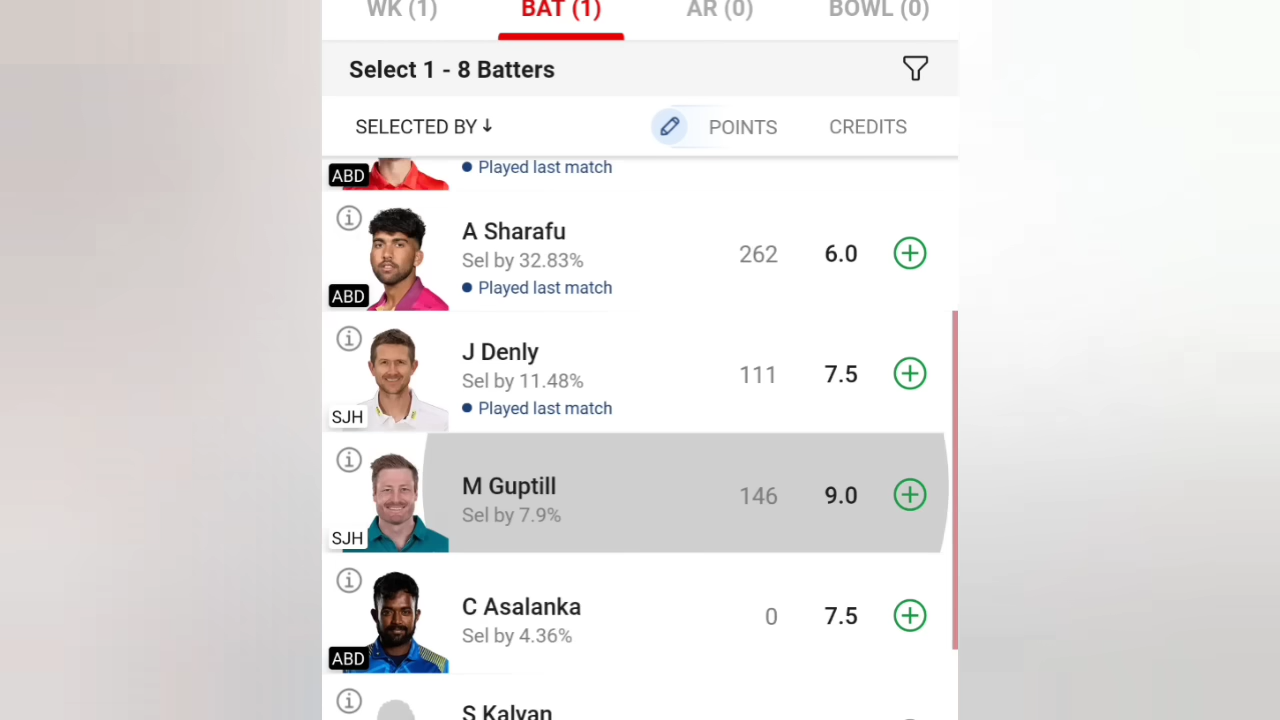 WK (1) BAT (1) AR (0) BOWL (0)
Select 1 - 8 Batters
SELECTED BY↓ POINTS CREDITS
ABD Played last match
A Sharafu
Sel by 32.83% 262 6.0
ABD Played last match
J Denly
Sel by 11.48% 111 7.5
SJH Played last match
M Guptill 146 9.0
Sel by 7.9%
SJH
C Asalanka 0 7.5
Sel by 4.36%
ABD
S Kalyan